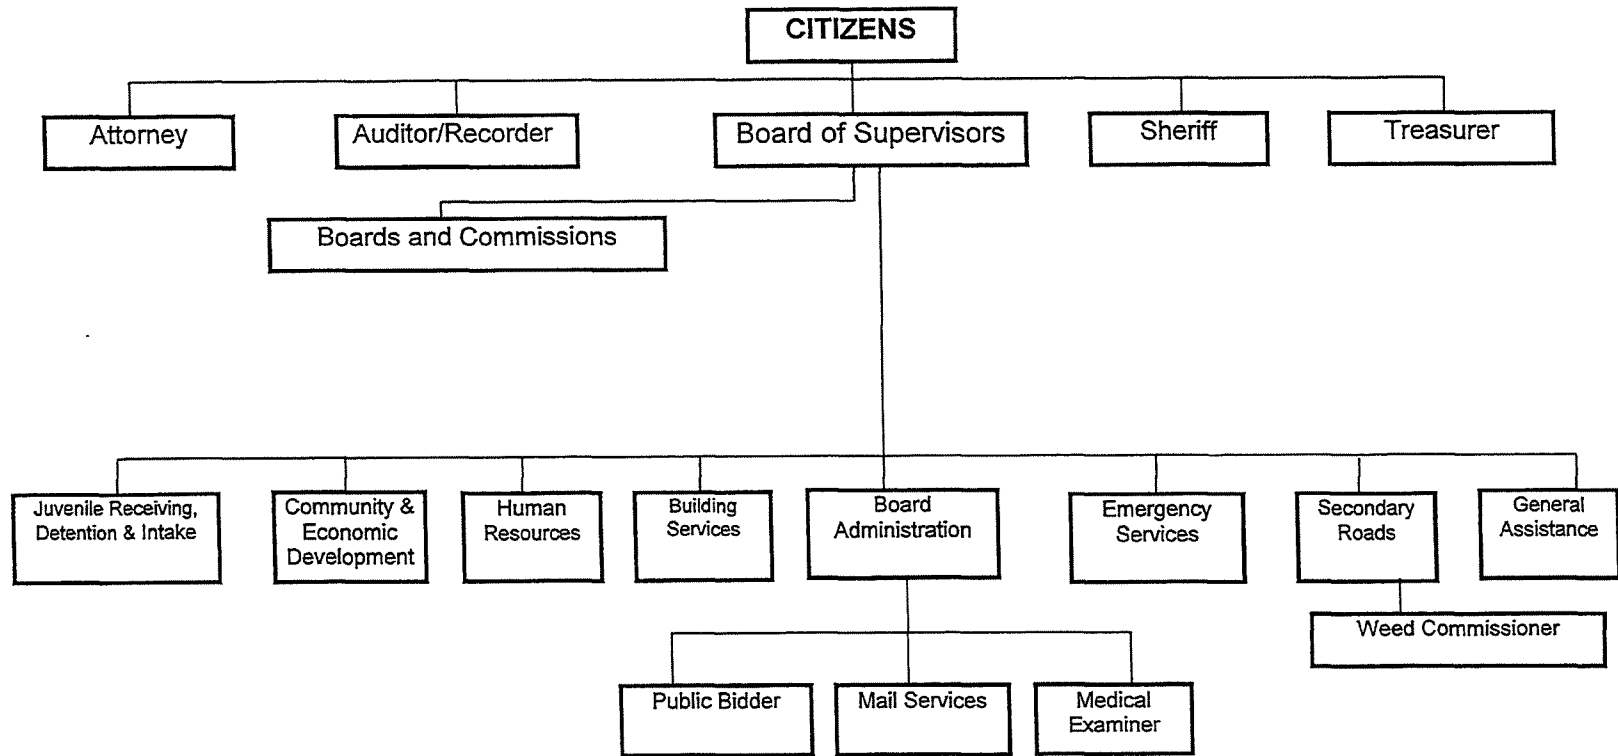 CITIZENS
Attorney
Auditor/Recorder
Board of Supervisors
Sheriff
Treasurer
Boards and Commissions
Juvenile Receiving,
Detention & Intake
Community &
Economic
Development
Human
Resources
Building
Services
Board
Administration
Emergency
Services
Secondary
Roads
General
Assistance
Weed Commissioner
Public Bidder
Mail Services
Medical
Examiner